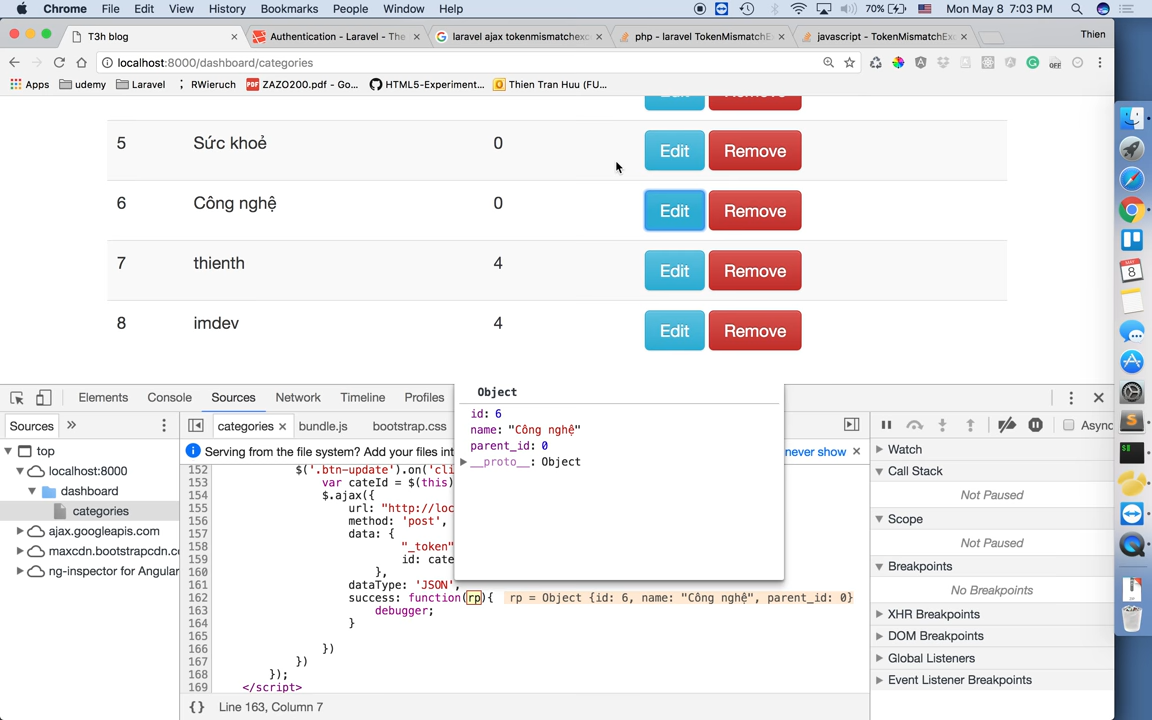 Chrome File Edit View History Bookmarks People Window Help 70% Mon May 8 7:03 PM
T3h blog Authentication - Laravel - The laravel ajax tokenmismatchexc php - laravel TokenMismatchE javascript - TokenMismatchEx Thien
localhost:8000/dashboard/categories
Apps udemy Laravel RWieruch PDF ZAZO200.pdf - Go... HTML5-Experiment... Thien Tran Huu (FU...
5 Sức khoẻ 0 Edit Remove
6 Công nghệ 0 Edit Remove
7 thienth 4 Edit Remove
8 imdev 4 Edit Remove
Elements Console Sources Network Timeline Profiles
Object
id: 6
name: "Công nghệ"
parent_id: 0
__proto__: Object
Sources » categories bundle.js bootstrap.css Async
top
localhost:8000
dashboard
categories
ajax.googleapis.com
maxcdn.bootstrapcdn.c
ng-inspector for Angular
Serving from the file system? Add your files int never show
152 $('.btn-update').on('cli
153 var cateId = $(this)
154 $.ajax({
155 url: "http://loc
156 method: 'post',
157 data: {
158 "_token"
159 id: cate
160 },
161 dataType: 'JSON',
162 success: function(rp){ rp = Object {id: 6, name: "Công nghệ", parent_id: 0}
163 debugger;
164 }
165
166 })
167 })
168 });
169 </script>
{} Line 163, Column 7
Watch
Call Stack
Not Paused
Scope
Not Paused
Breakpoints
No Breakpoints
XHR Breakpoints
DOM Breakpoints
Global Listeners
Event Listener Breakpoints